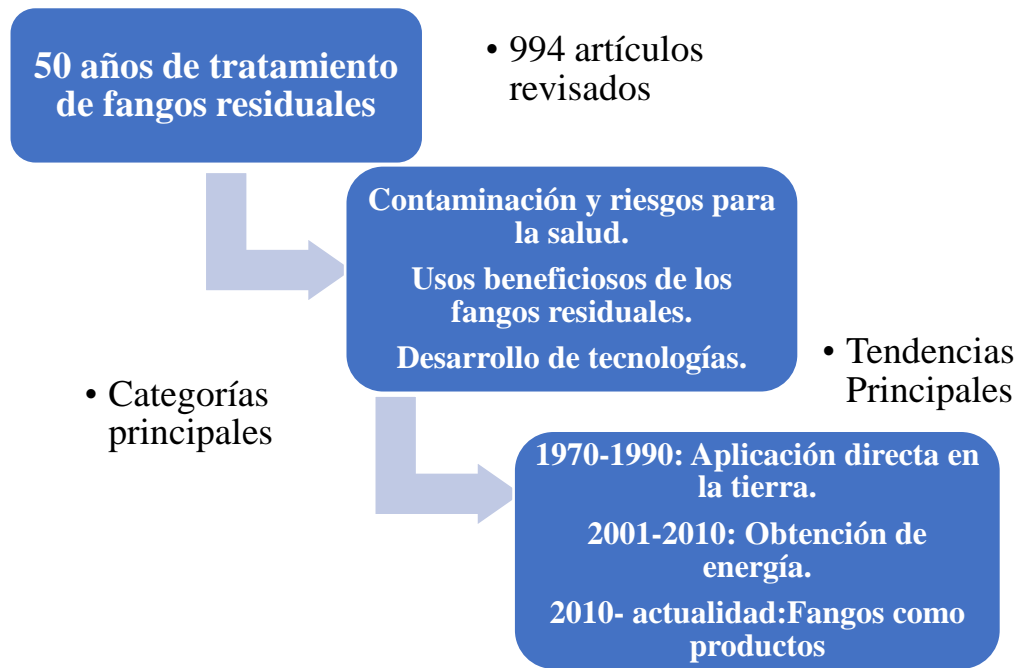 50 años de tratamiento
de fangos residuales
• 994 artículos
revisados
Contaminación y riesgos para
la salud.
Usos beneficiosos de los
fangos residuales.
Desarrollo de tecnologías.
• Categorías
principales
• Tendencias
Principales
1970-1990: Aplicación directa en
la tierra.
2001-2010: Obtención de
energía.
2010- actualidad:Fangos como
productos